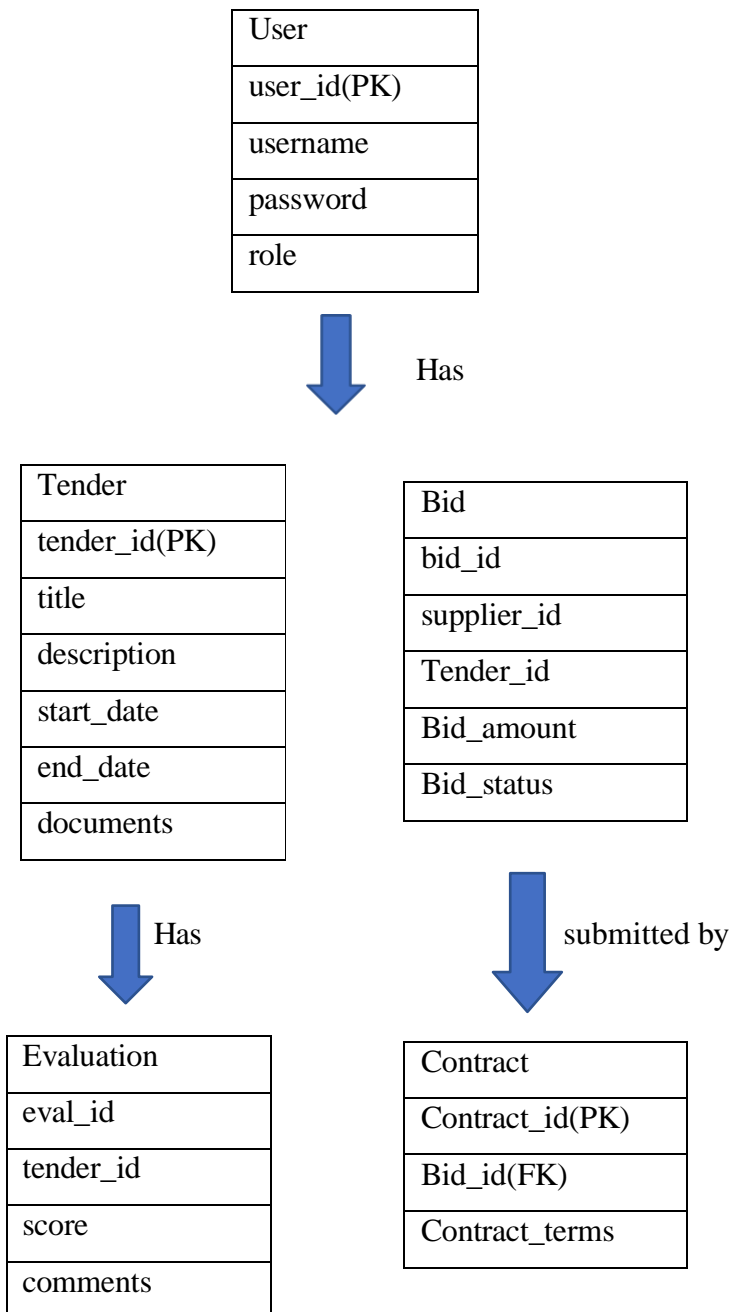 User
user_id(PK)
username
password
role
Has
Tender
tender_id(PK)
title
description
start_date
end_date
documents
Bid
bid_id
supplier_id
Tender_id
Bid_amount
Bid_status
Has
submitted by
Evaluation
eval_id
tender_id
score
comments
Contract
Contract_id(PK)
Bid_id(FK)
Contract_terms